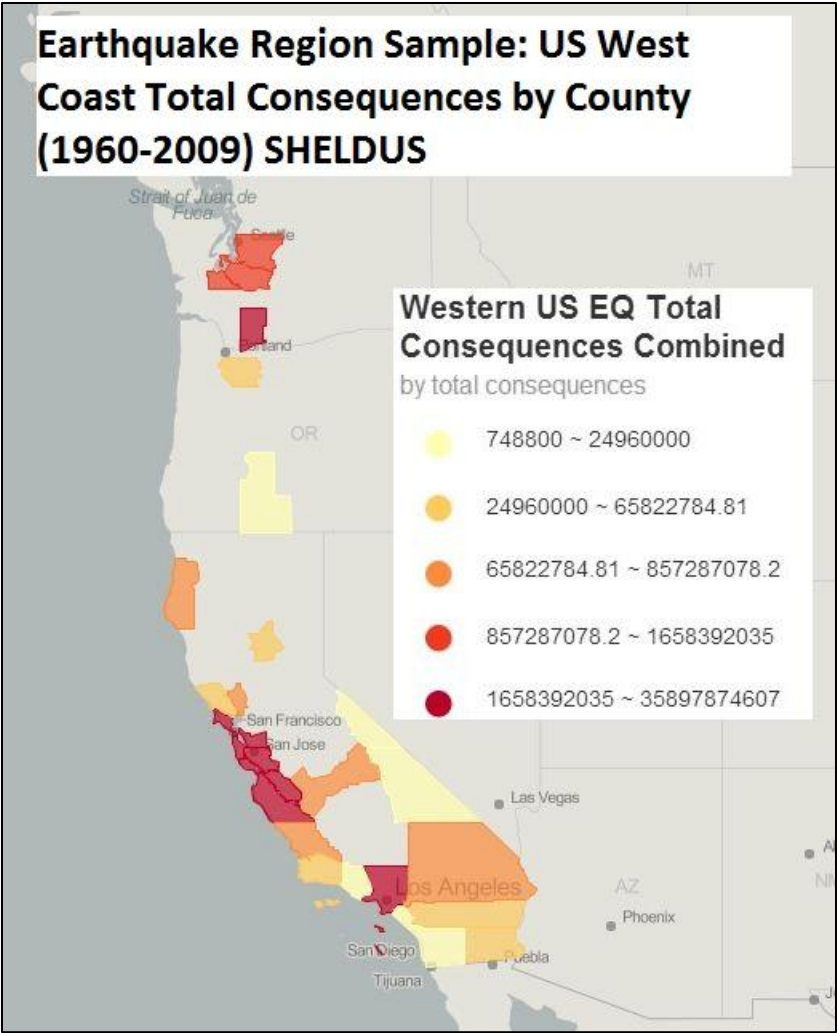 Earthquake Region Sample: US West
Coast Total Consequences by County
(1960-2009) SHELDUS
Strait of Juan de
Fuca
Seattle
MT
Western US EQ Total
Consequences Combined
by total consequences
Portland
748800 ~ 24960000
OR
24960000 ~ 65822784.81
65822784.81 ~ 857287078.2
857287078.2 ~ 1658392035
1658392035 ~ 35897874607
San Francisco
San Jose
Las Vegas
Los Angeles
AZ
Phoenix
San Diego
Puebla
Tijuana